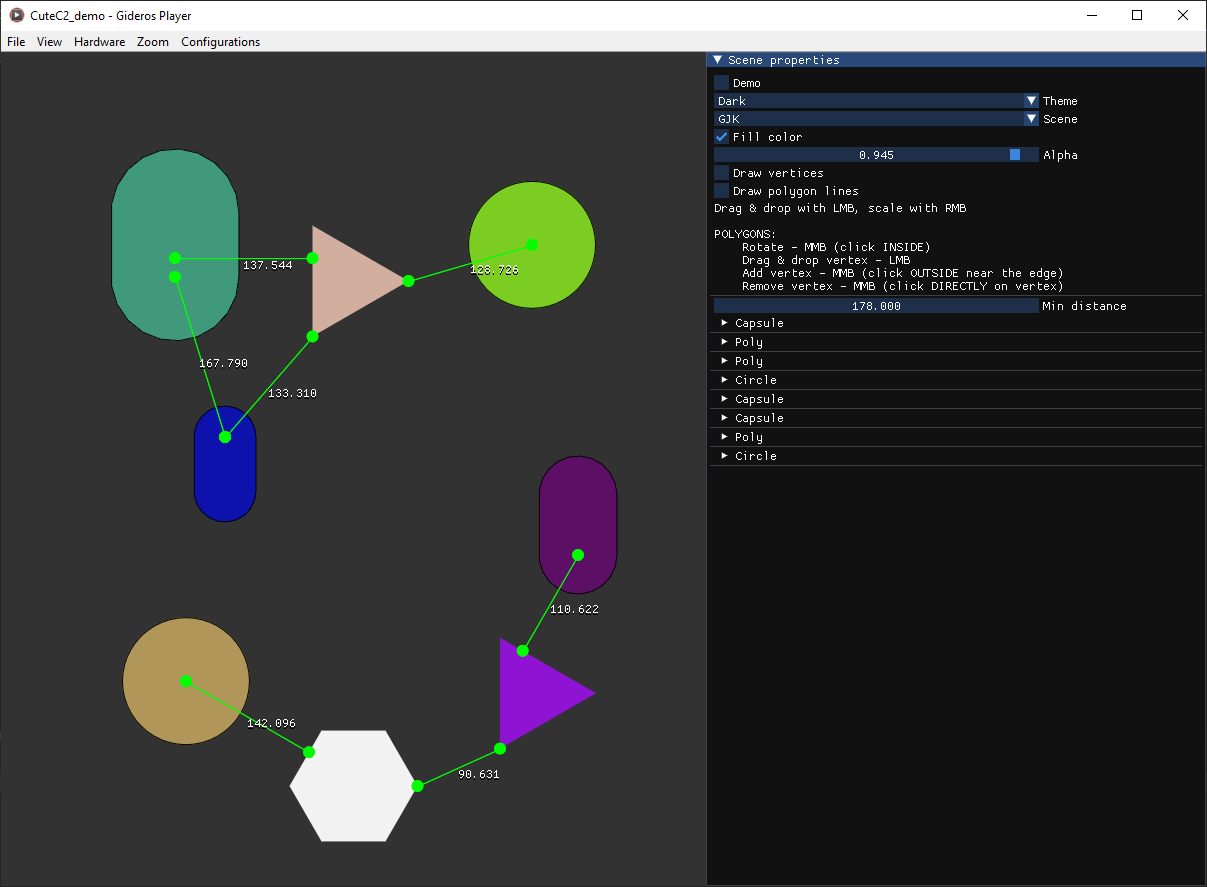 CuteC2_demo - Gideros Player
File View Hardware Zoom Configurations
Scene properties
Demo
Dark Theme
GJK Scene
Fill color
0.945 Alpha
Draw vertices
Draw polygon lines
Drag & drop with LMB, scale with RMB
POLYGONS:
Rotate - MMB (click INSIDE)
Drag & drop vertex - LMB
Add vertex - MMB (click OUTSIDE near the edge)
Remove vertex - MMB (click DIRECTLY on vertex)
178.000 Min distance
Capsule
Poly
Poly
Circle
Capsule
Capsule
Poly
Circle
137.544
128.726
167.790
133.310
110.622
142.096
90.631